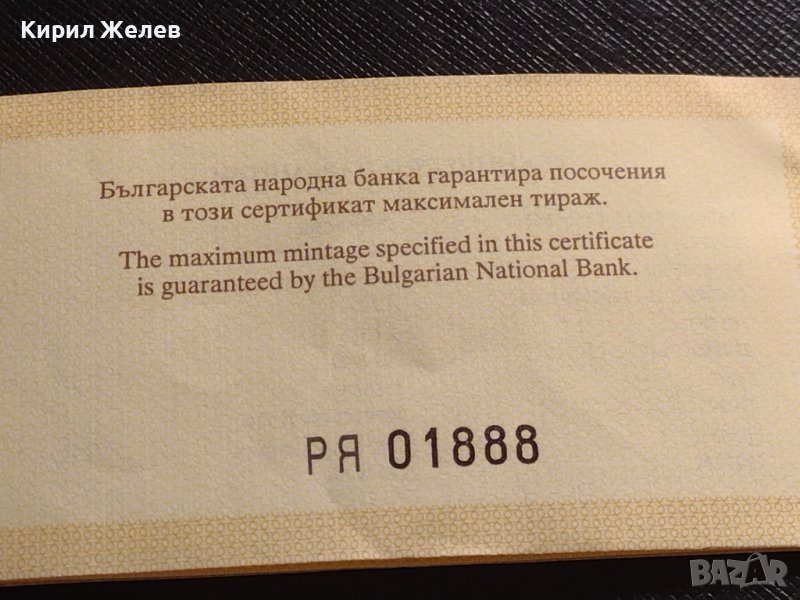 Кирил Желев
Българската народна банка гарантира посочения
в този сертификат максимален тираж.
The maximum mintage specified in this certificate
is guaranteed by the Bulgarian National Bank.
РЯ 01888
BAZAR